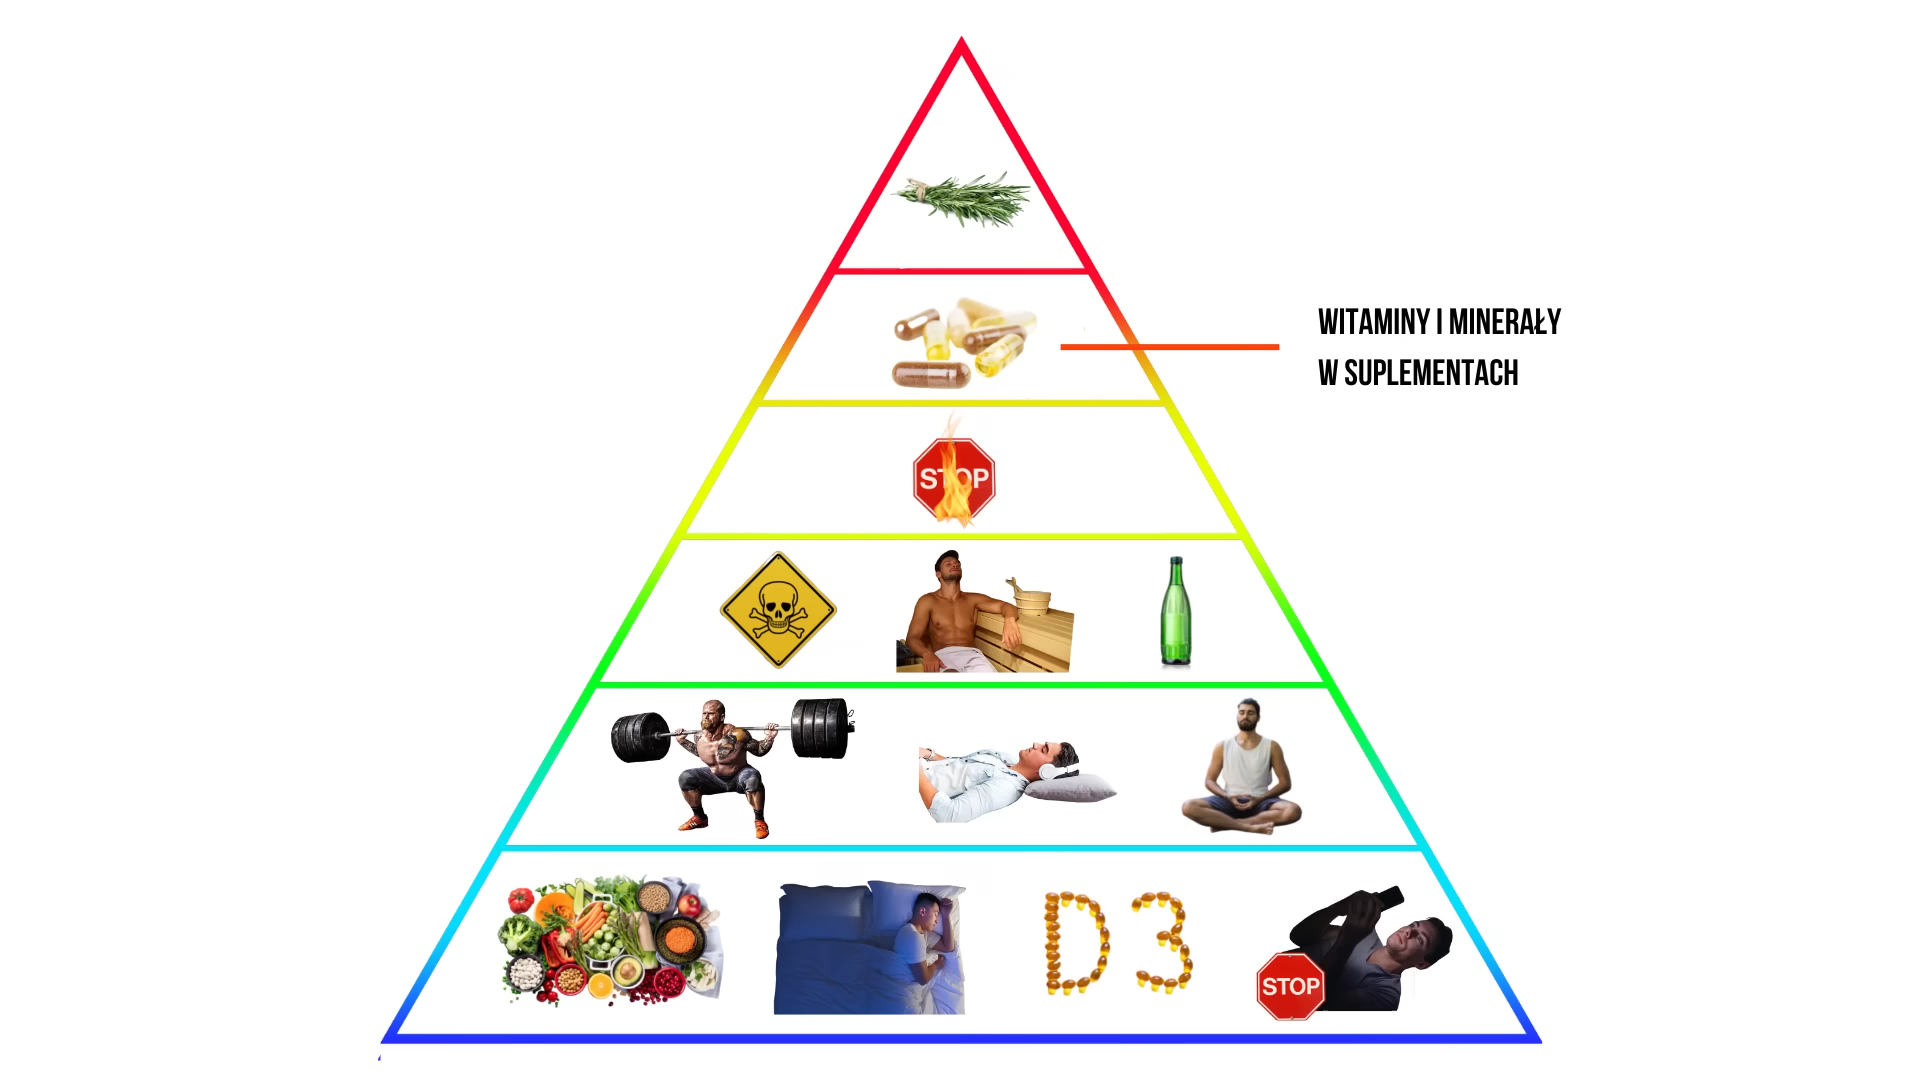 WITAMINY I MINERAŁY
W SUPLEMENTACH
STOP
D3
STOP